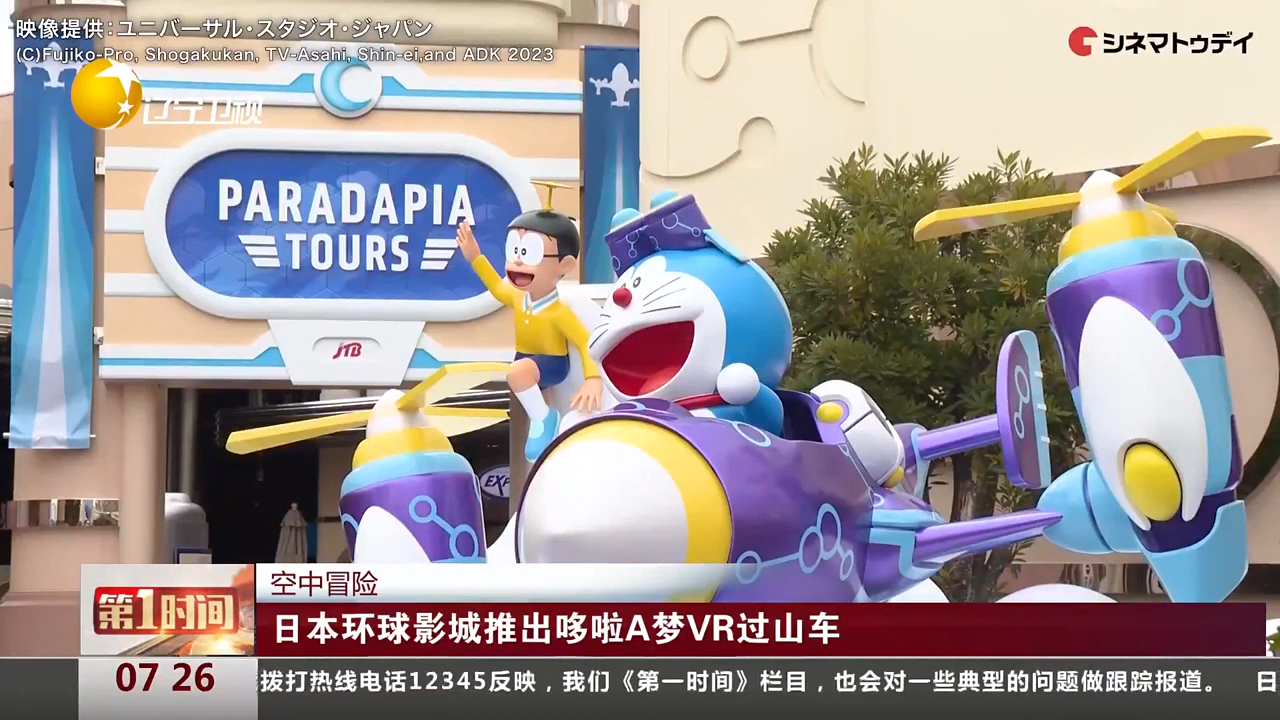 映像提供：ユニバーサル・スタジオ・ジャパン
(C)Fujiko-Pro, Shogakukan, TV-Asahi, Shin-ei,and ADK 2023
シネマトゥデイ
辽宁卫视
PARADAPIA
TOURS
JTB
EXP
空中冒险
第1时间
日本环球影城推出哆啦A梦VR过山车
07 26
拨打热线电话12345反映，我们《第一时间》栏目，也会对一些典型的问题做跟踪报道。 日